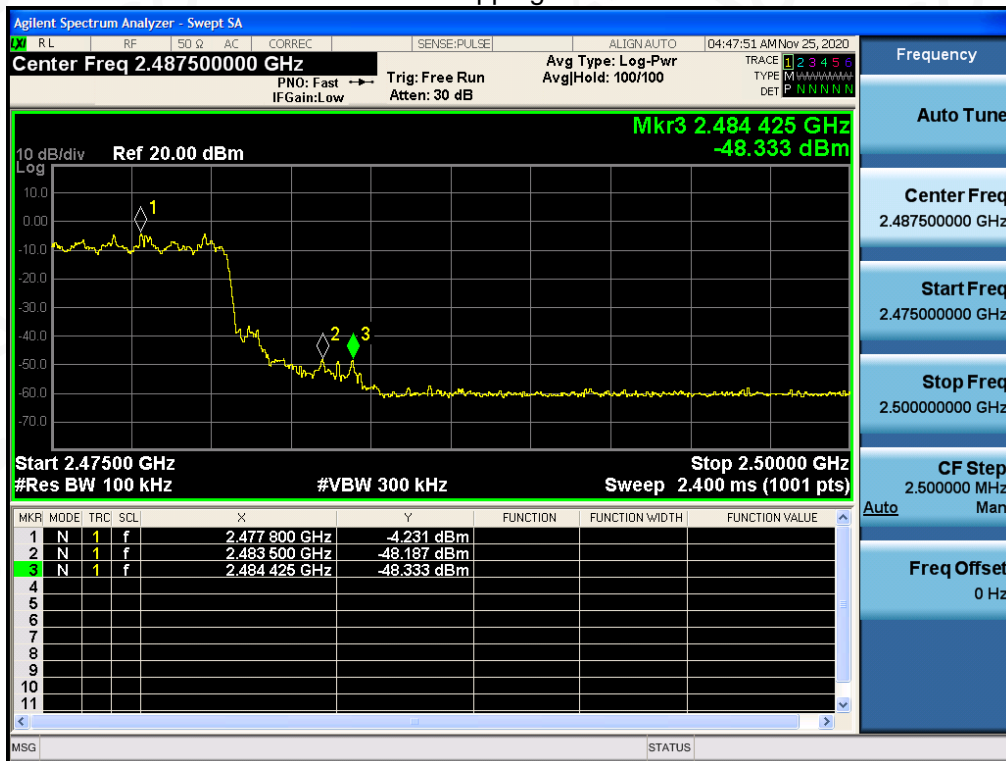 pping
Agilent Spectrum Analyzer - Swept SA
LXI RL RF 50 Ω AC CORREC SENSE:PULSE ALIGN AUTO 04:47:51 AM Nov 25, 2020
Center Freq 2.487500000 GHz
PNO: Fast
IFGain:Low
Trig: Free Run
Atten: 30 dB
Avg Type: Log-Pwr
Avg|Hold: 100/100
TRACE 1 2 3 4 5 6
TYPE M WWWWW
DET P N N N N N
Mkr3 2.484 425 GHz
-48.333 dBm
10 dB/div Ref 20.00 dBm
Log
10.0
0.00
-10.0
-20.0
-30.0
-40.0
-50.0
-60.0
-70.0
1
2
3
Start 2.47500 GHz Stop 2.50000 GHz
#Res BW 100 kHz #VBW 300 kHz Sweep 2.400 ms (1001 pts)
MKR MODE TRC SCL X Y FUNCTION FUNCTION WIDTH FUNCTION VALUE
1 N 1 f 2.477 800 GHz -4.231 dBm
2 N 1 f 2.483 500 GHz -48.187 dBm
3 N 1 f 2.484 425 GHz -48.333 dBm
4
5
6
7
8
9
10
11
MSG STATUS
Frequency
Auto Tune
Center Freq
2.487500000 GHz
Start Freq
2.475000000 GHz
Stop Freq
2.500000000 GHz
CF Step
2.500000 MHz
Auto Man
Freq Offset
0 Hz